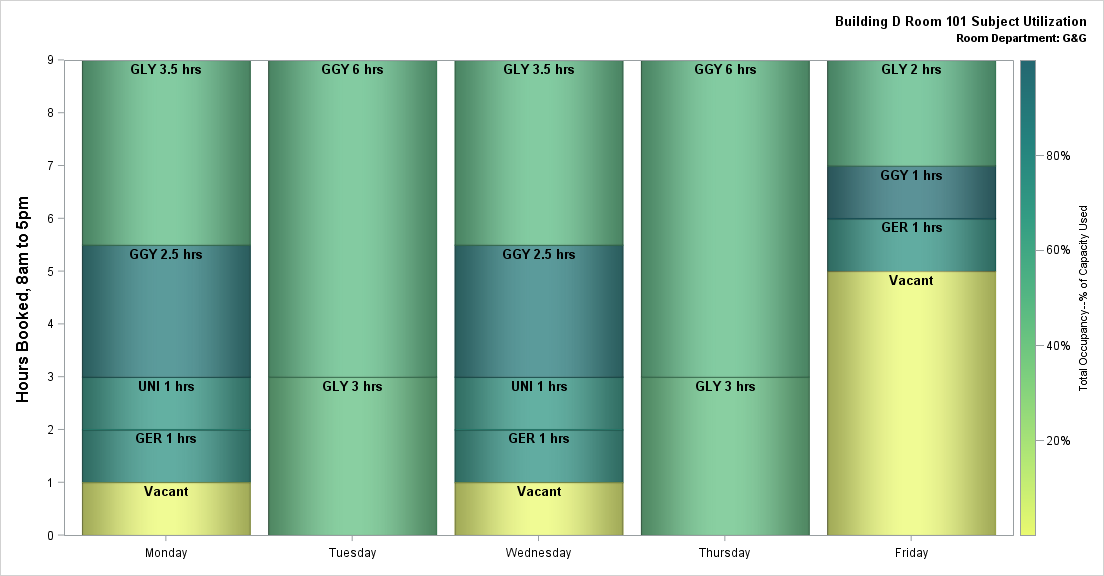 Building D Room 101 Subject Utilization
Room Department: G&G
Hours Booked, 8am to 5pm
9
8
7
6
5
4
3
2
1
0
GLY 3.5 hrs
GGY 2.5 hrs
UNI 1 hrs
GER 1 hrs
Vacant
GGY 6 hrs
GLY 3 hrs
GLY 3.5 hrs
GGY 2.5 hrs
UNI 1 hrs
GER 1 hrs
Vacant
GGY 6 hrs
GLY 3 hrs
GLY 2 hrs
GGY 1 hrs
GER 1 hrs
Vacant
Monday
Tuesday
Wednesday
Thursday
Friday
80%
60%
40%
20%
Total Occupancy--% of Capacity Used